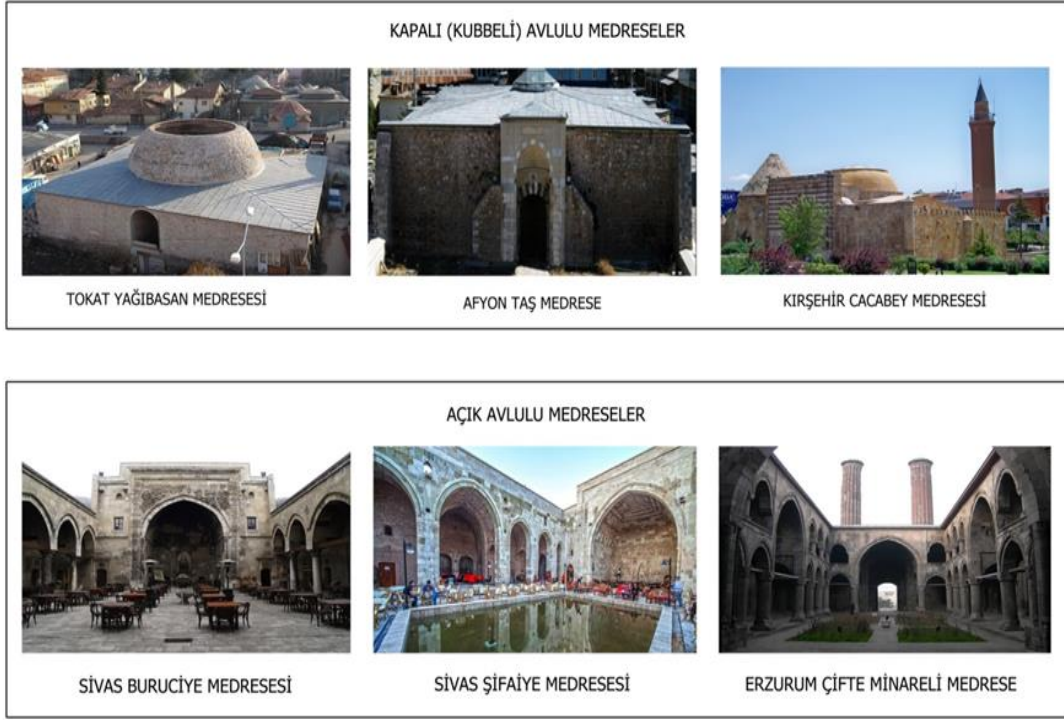 KAPALI (KUBBELİ) AVLULU MEDRESELER
TOKAT YAĞIBASAN MEDRESESİ
AFYON TAŞ MEDRESE
KIRŞEHİR CACABEY MEDRESESİ
AÇIK AVLULU MEDRESELER
SİVAS BURUCİYE MEDRESESİ
SİVAS ŞİFAİYE MEDRESESİ
ERZURUM ÇİFTE MİNARELİ MEDRESE